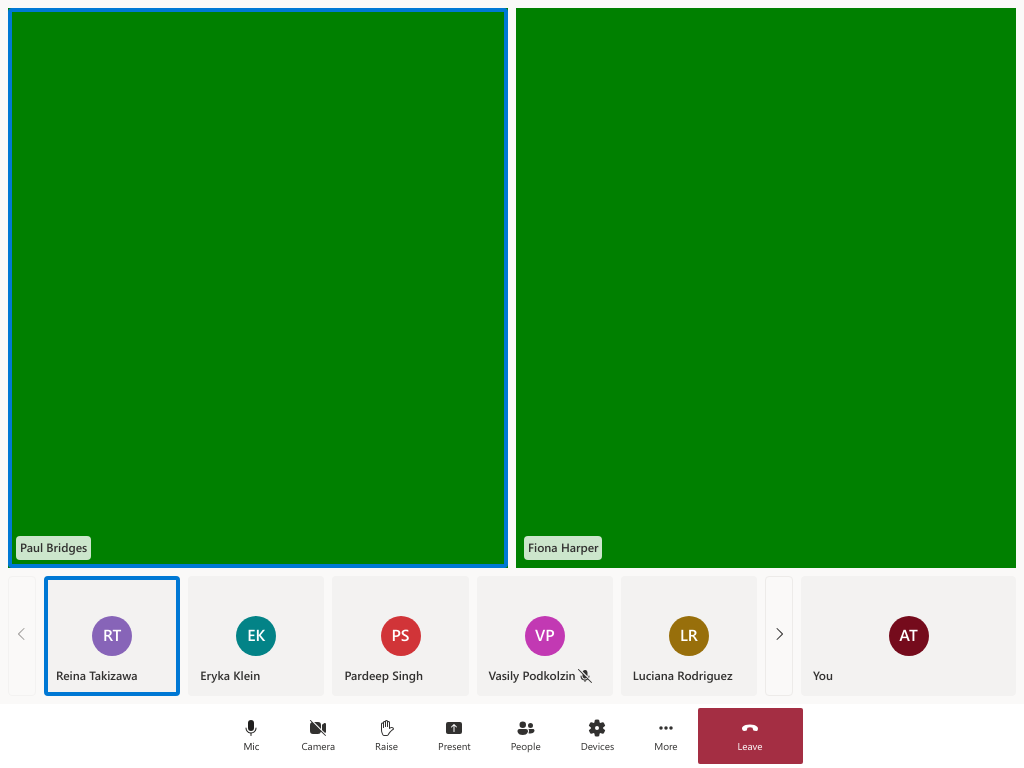 Paul Bridges
Fiona Harper
RT
Reina Takizawa
EK
Eryka Klein
PS
Pardeep Singh
VP
Vasily Podkolzin
LR
Luciana Rodriguez
AT
You
Mic
Camera
Raise
Present
People
Devices
More
Leave